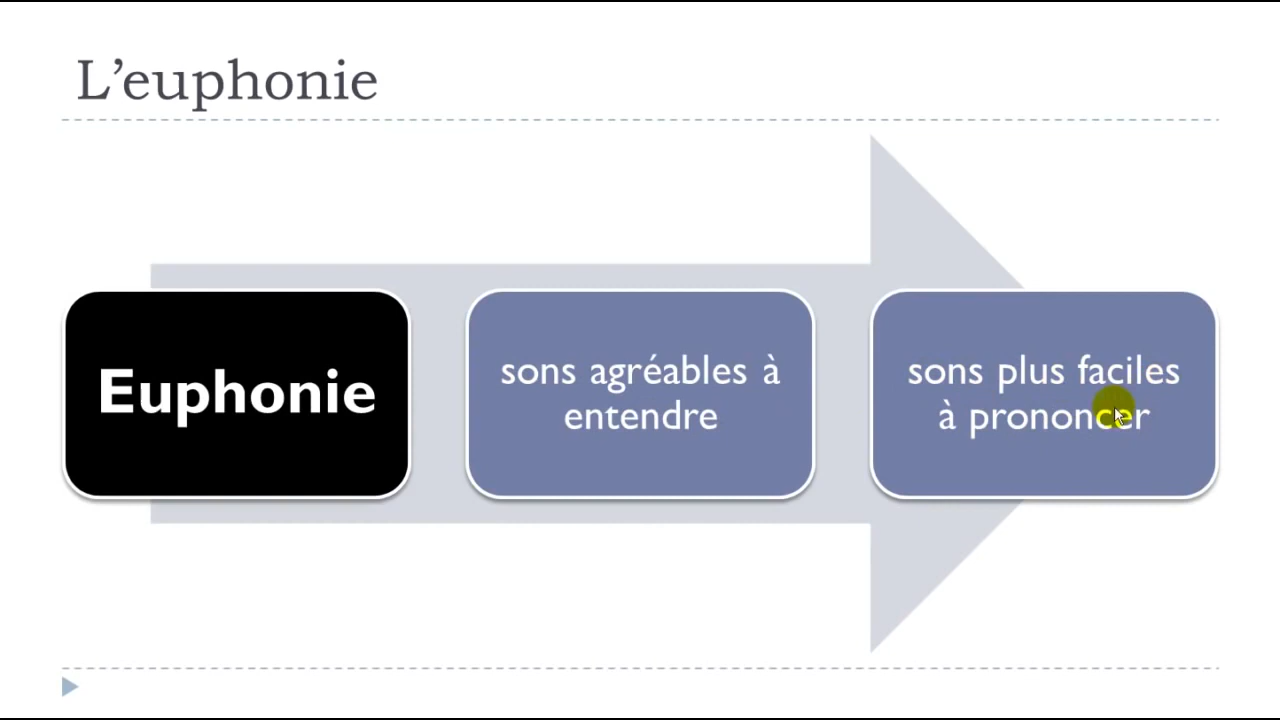 L’euphonie
Euphonie
sons agréables à
entendre
sons plus faciles
à prononcer